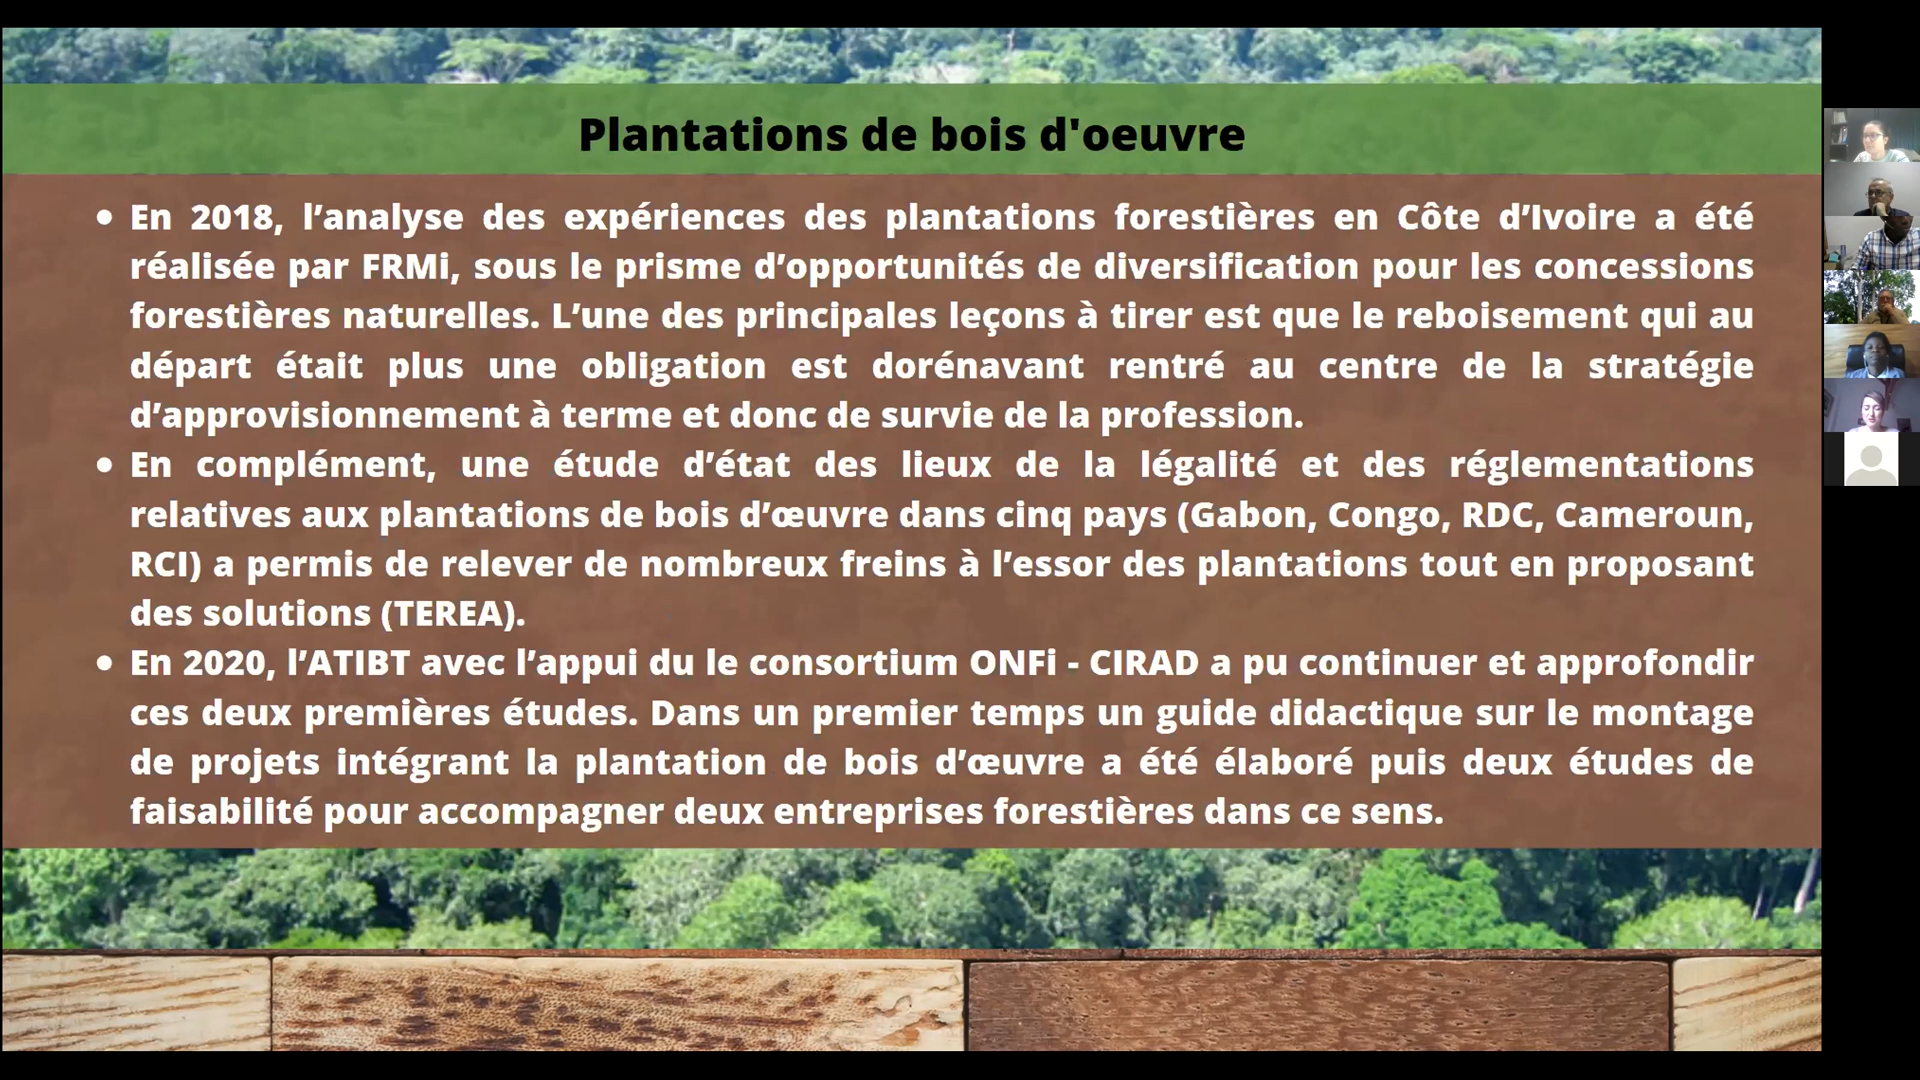 Plantations de bois d'oeuvre
• En 2018, l’analyse des expériences des plantations forestières en Côte d’Ivoire a été
réalisée par FRMi, sous le prisme d’opportunités de diversification pour les concessions
forestières naturelles. L’une des principales leçons à tirer est que le reboisement qui au
départ était plus une obligation est dorénavant rentré au centre de la stratégie
d’approvisionnement à terme et donc de survie de la profession.
• En complément, une étude d’état des lieux de la légalité et des réglementations
relatives aux plantations de bois d’œuvre dans cinq pays (Gabon, Congo, RDC, Cameroun,
RCI) a permis de relever de nombreux freins à l’essor des plantations tout en proposant
des solutions (TEREA).
• En 2020, l’ATIBT avec l’appui du le consortium ONFi - CIRAD a pu continuer et approfondir
ces deux premières études. Dans un premier temps un guide didactique sur le montage
de projets intégrant la plantation de bois d’œuvre a été élaboré puis deux études de
faisabilité pour accompagner deux entreprises forestières dans ce sens.